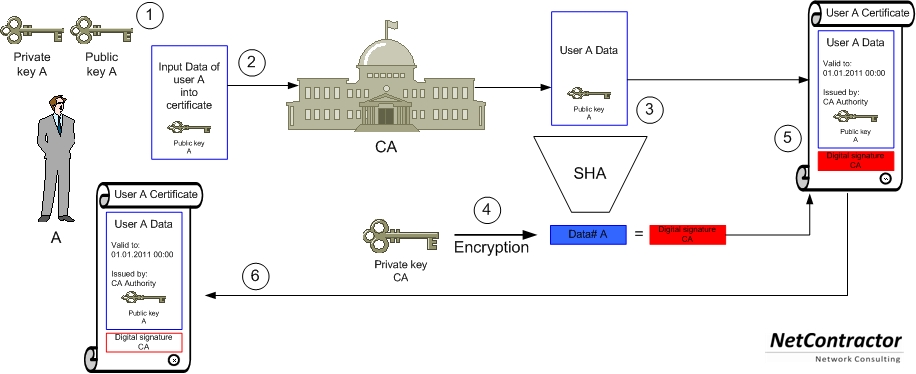 1
Private
key A
Public
key A
A
Input Data of
user A
into
certificate
Public key
A
2
CA
User A Data
Public key
A
3
SHA
Private key
CA
4
Encryption
Data# A
=
Digital signature
CA
5
User A Certificate
User A Data
Valid to:
01.01.2011 00:00
Issued by:
CA Authority
Public key
A
Digital signature
CA
6
User A Certificate
User A Data
Valid to:
01.01.2011 00:00
Issued by:
CA Authority
Public key
A
Digital signature
CA
NetContractor
Network Consulting